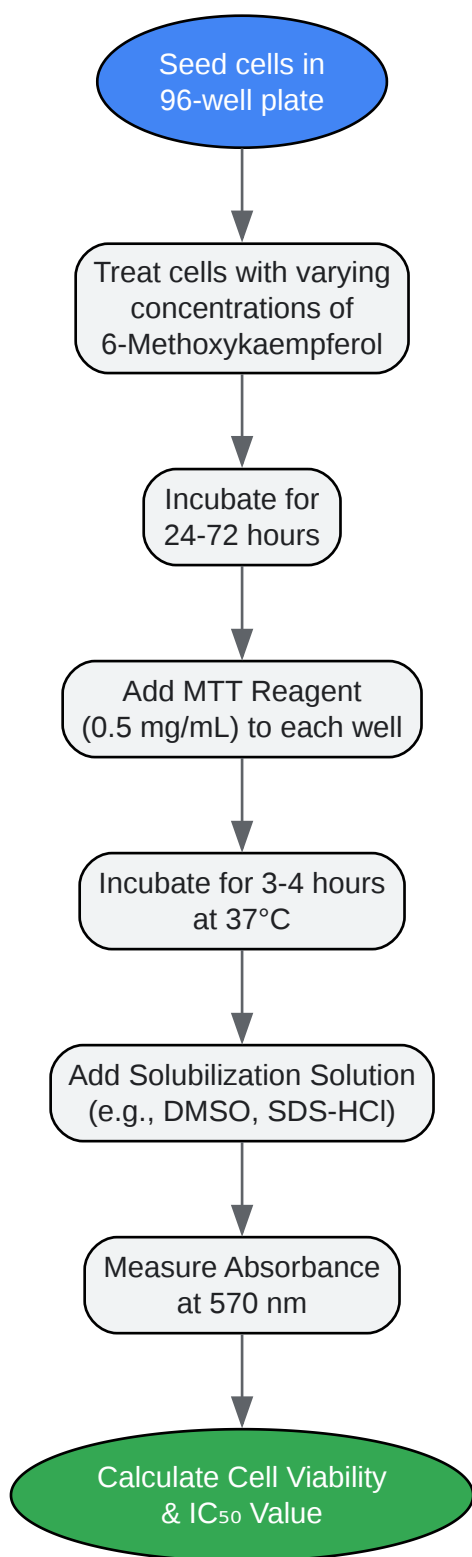 Seed cells in
96-well plate
Treat cells with varying
concentrations of
6-Methoxykaempferol
Incubate for
24-72 hours
Add MTT Reagent
(0.5 mg/mL) to each well
Incubate for 3-4 hours
at 37°C
Add Solubilization Solution
(e.g., DMSO, SDS-HCl)
Measure Absorbance
at 570 nm
Calculate Cell Viability
& IC₅₀ Value